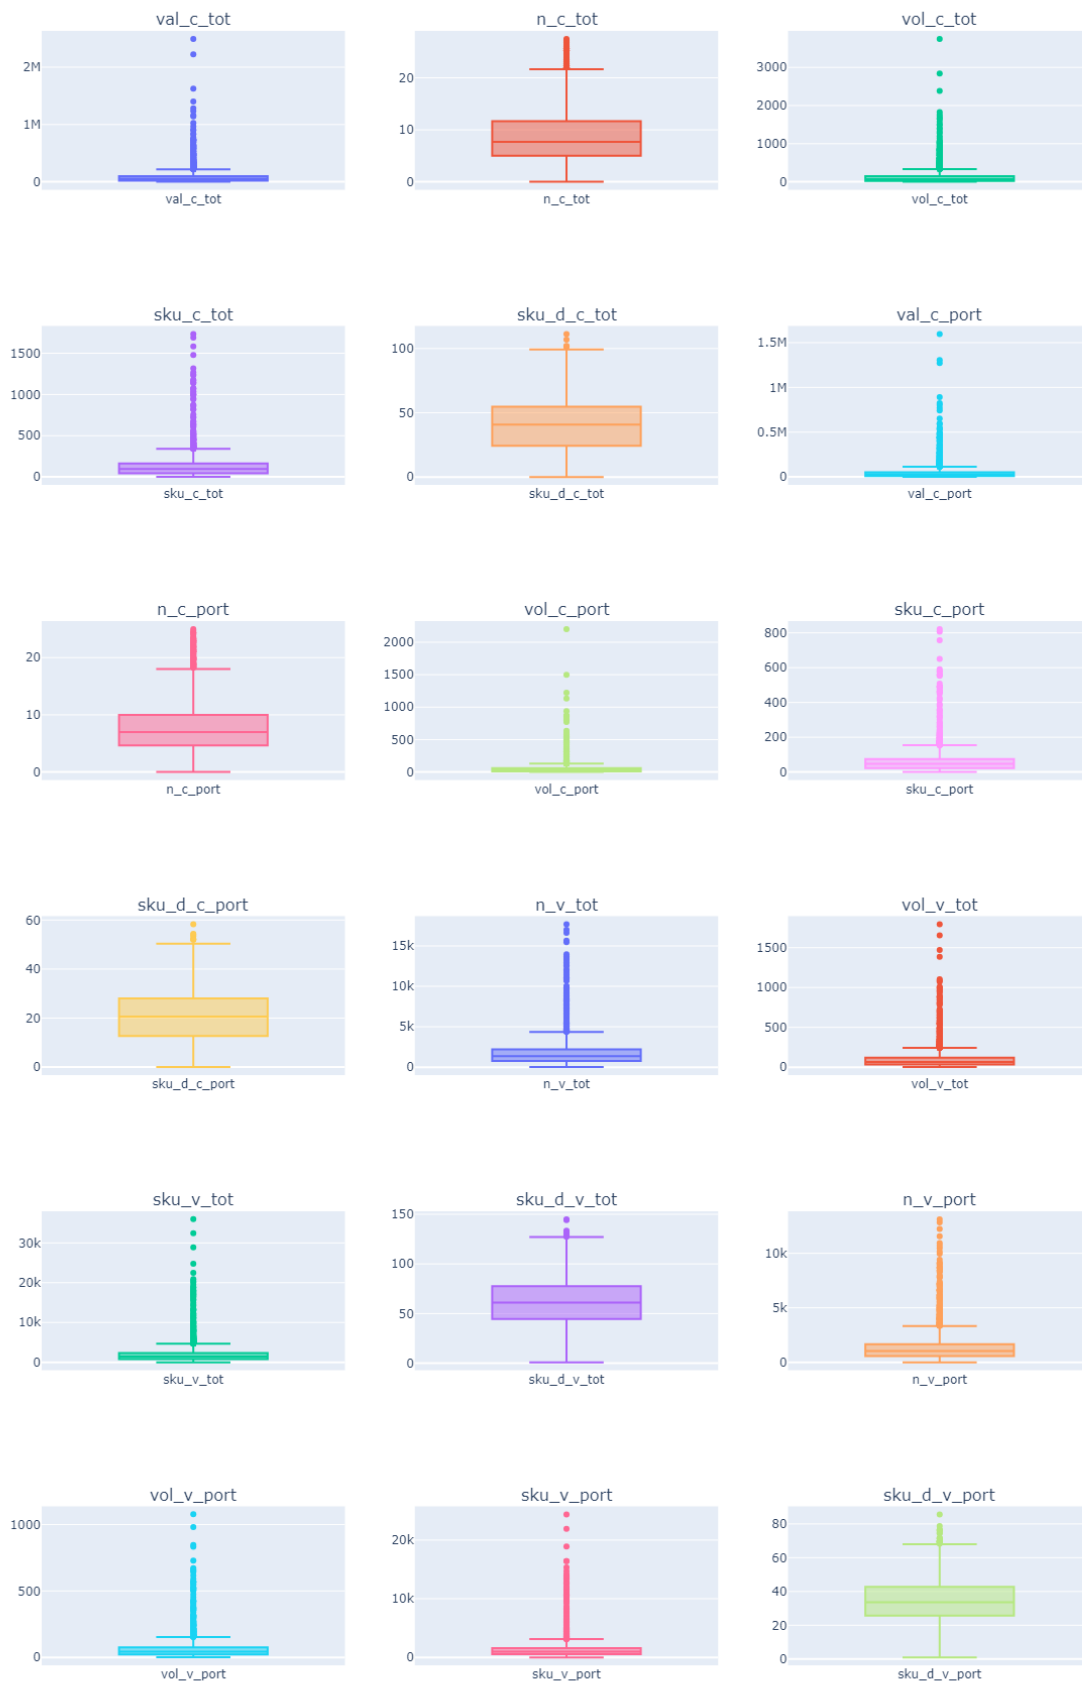 val_c_tot
n_c_tot
vol_c_tot
2M
1M
0
val_c_tot
20
10
0
n_c_tot
3000
2000
1000
0
vol_c_tot
sku_c_tot
sku_d_c_tot
val_c_port
1500
1000
500
0
sku_c_tot
100
50
0
sku_d_c_tot
1.5M
1M
0.5M
0
val_c_port
n_c_port
vol_c_port
sku_c_port
20
10
0
n_c_port
2000
1500
1000
500
0
vol_c_port
800
600
400
200
0
sku_c_port
sku_d_c_port
n_v_tot
vol_v_tot
60
40
20
0
sku_d_c_port
15k
10k
5k
0
n_v_tot
1500
1000
500
0
vol_v_tot
sku_v_tot
sku_d_v_tot
n_v_port
30k
20k
10k
0
sku_v_tot
150
100
50
0
sku_d_v_tot
10k
5k
0
n_v_port
vol_v_port
sku_v_port
sku_d_v_port
1000
500
0
vol_v_port
20k
10k
0
sku_v_port
80
60
40
20
0
sku_d_v_port